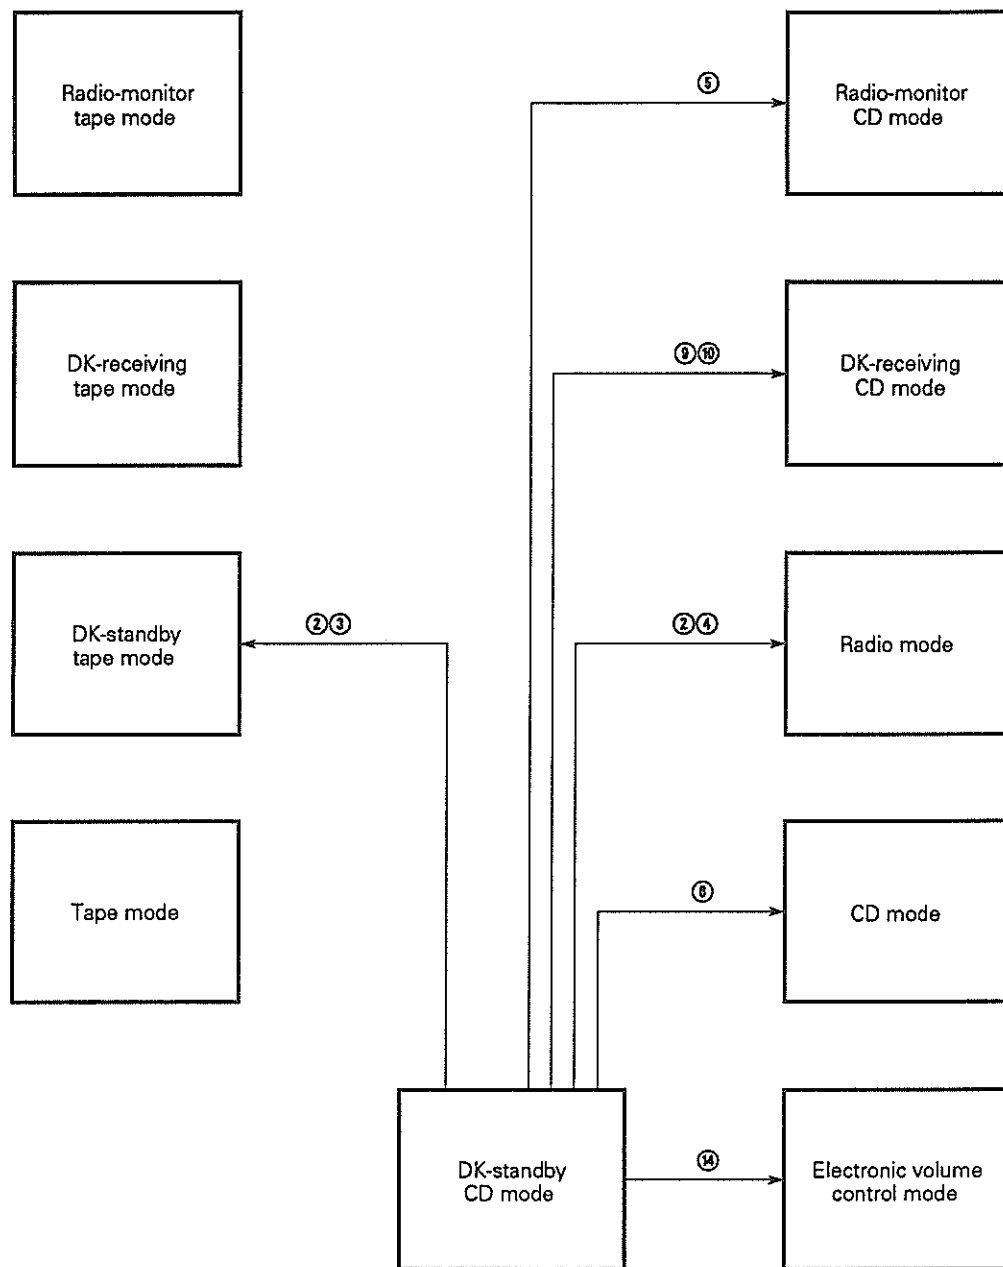 Radio-monitor
tape mode
⑤
Radio-monitor
CD mode
DK-receiving
tape mode
⑨⑩
DK-receiving
CD mode
DK-standby
tape mode
②③
②④
Radio mode
Tape mode
⑥
CD mode
DK-standby
CD mode
⑭
Electronic volume
control mode